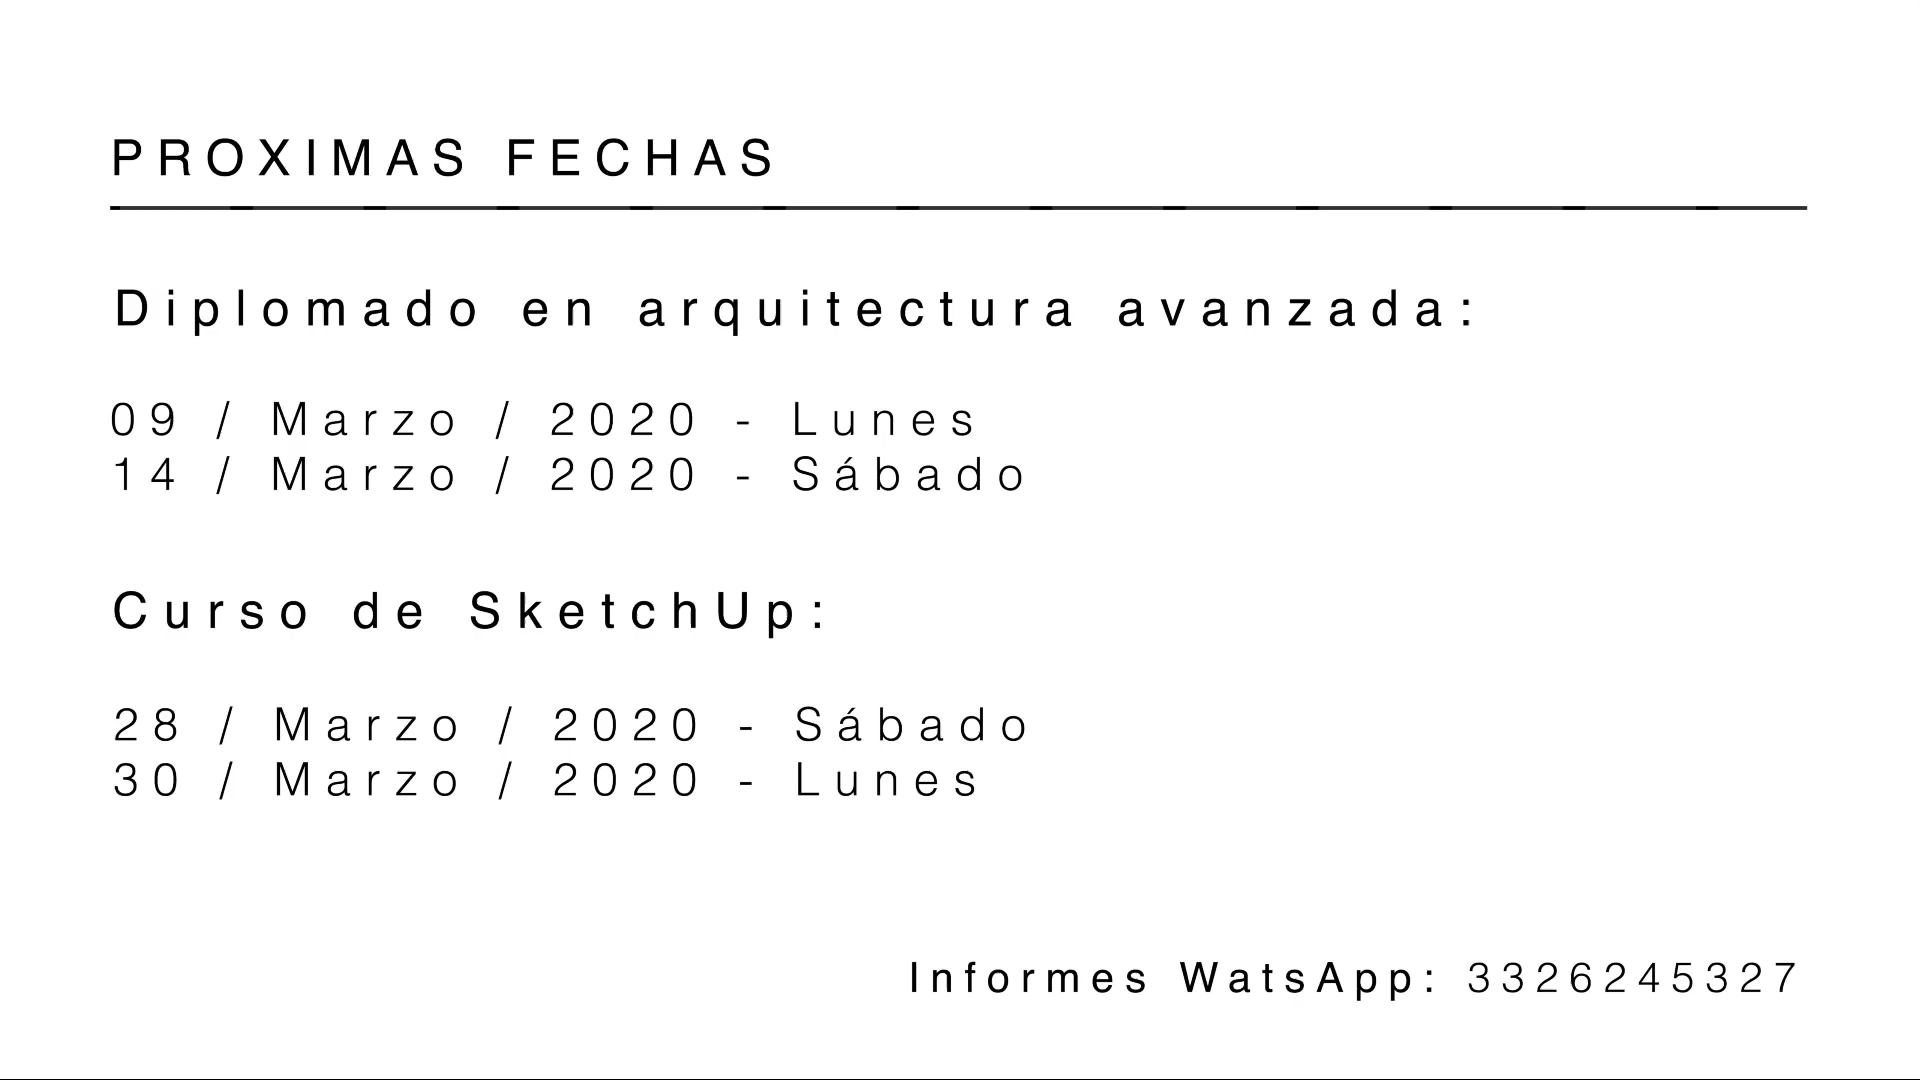 PROXIMAS FECHAS
Diplomado en arquitectura avanzada:
09 / Marzo / 2020 - Lunes
14 / Marzo / 2020 - Sábado
Curso de SketchUp:
28 / Marzo / 2020 - Sábado
30 / Marzo / 2020 - Lunes
Informes WatsApp: 3326245327